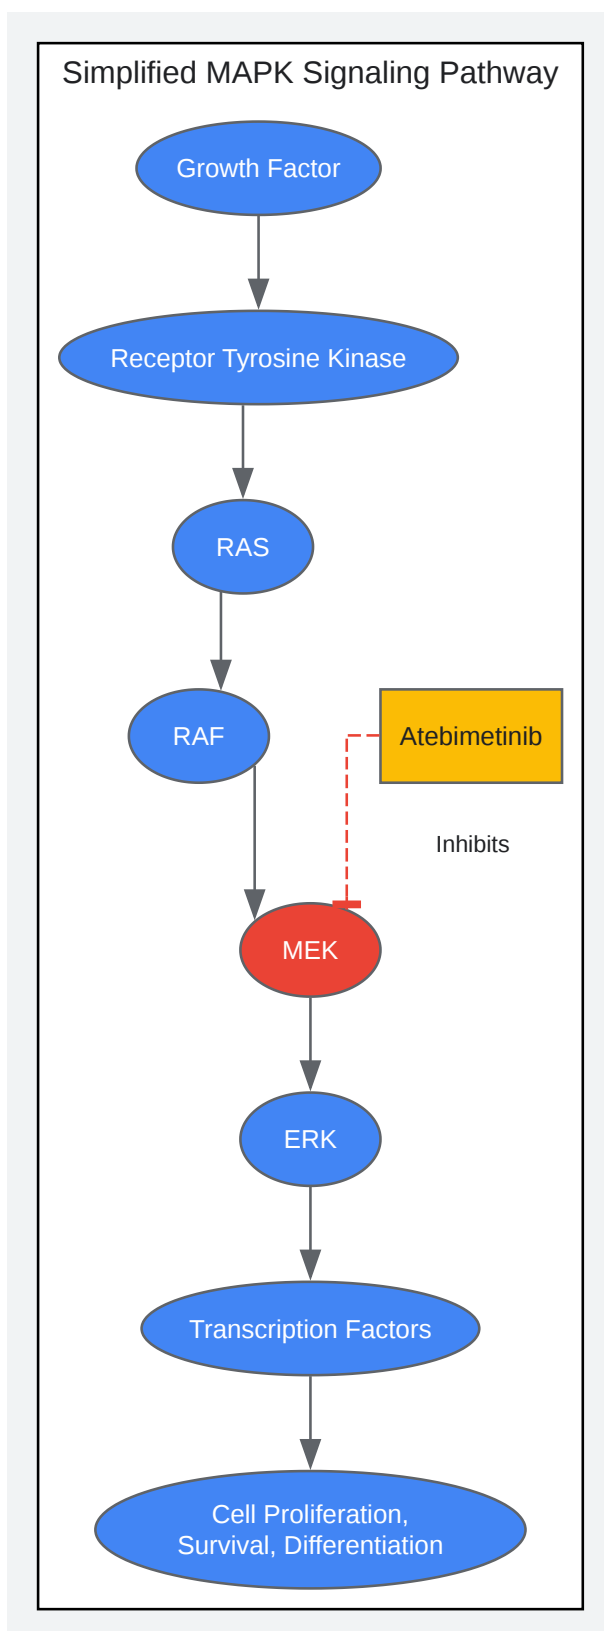 Simplified MAPK Signaling Pathway
Growth Factor
Receptor Tyrosine Kinase
RAS
RAF
Atebimetinib
Inhibits
MEK
ERK
Transcription Factors
Cell Proliferation,
Survival, Differentiation